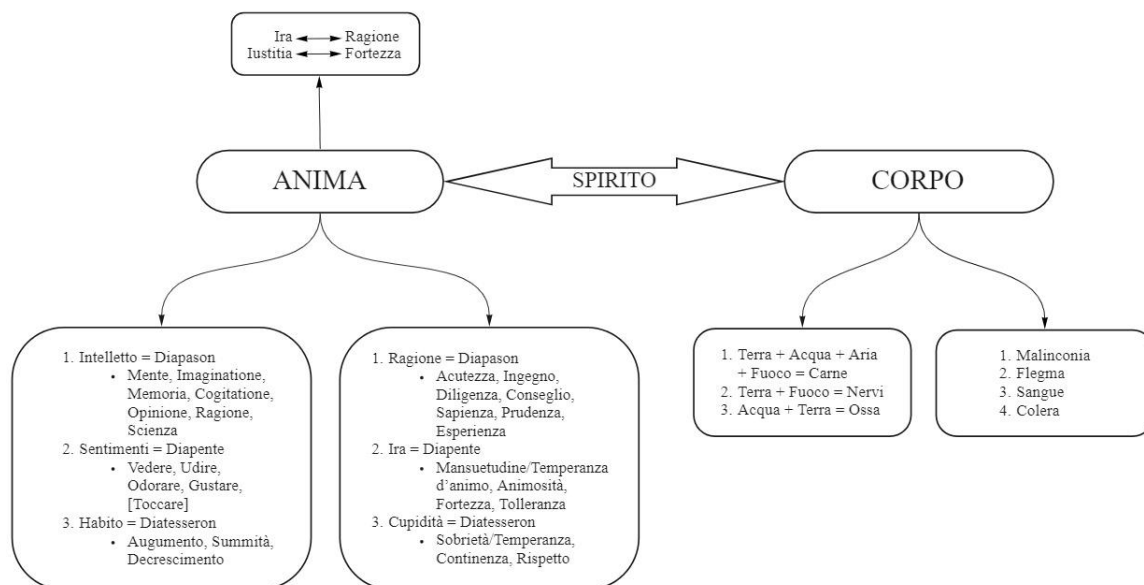 Ira Ragione
Iustitia Fortezza
ANIMA
SPIRITO
CORPO
1. Intelletto = Diapason
• Mente, Imaginatione,
Memoria, Cogitatione,
Opinione, Ragione,
Scienza
2. Sentimenti = Diapente
• Vedere, Udire,
Odorare, Gustare,
[Toccare]
3. Habito = Diatesseron
• Augumento, Summità,
Decrescimento
1. Ragione = Diapason
• Acutezza, Ingegno,
Diligenza, Conseglio,
Sapienza, Prudenza,
Esperienza
2. Ira = Diapente
• Mansuetudine/Temperanza
d’animo, Animosità,
Fortezza, Tolleranza
3. Cupidità = Diatesseron
• Sobrietà/Temperanza,
Continenza, Rispetto
1. Terra + Acqua + Aria
+ Fuoco = Carne
2. Terra + Fuoco = Nervi
3. Acqua + Terra = Ossa
1. Malinconia
2. Flegma
3. Sangue
4. Colera